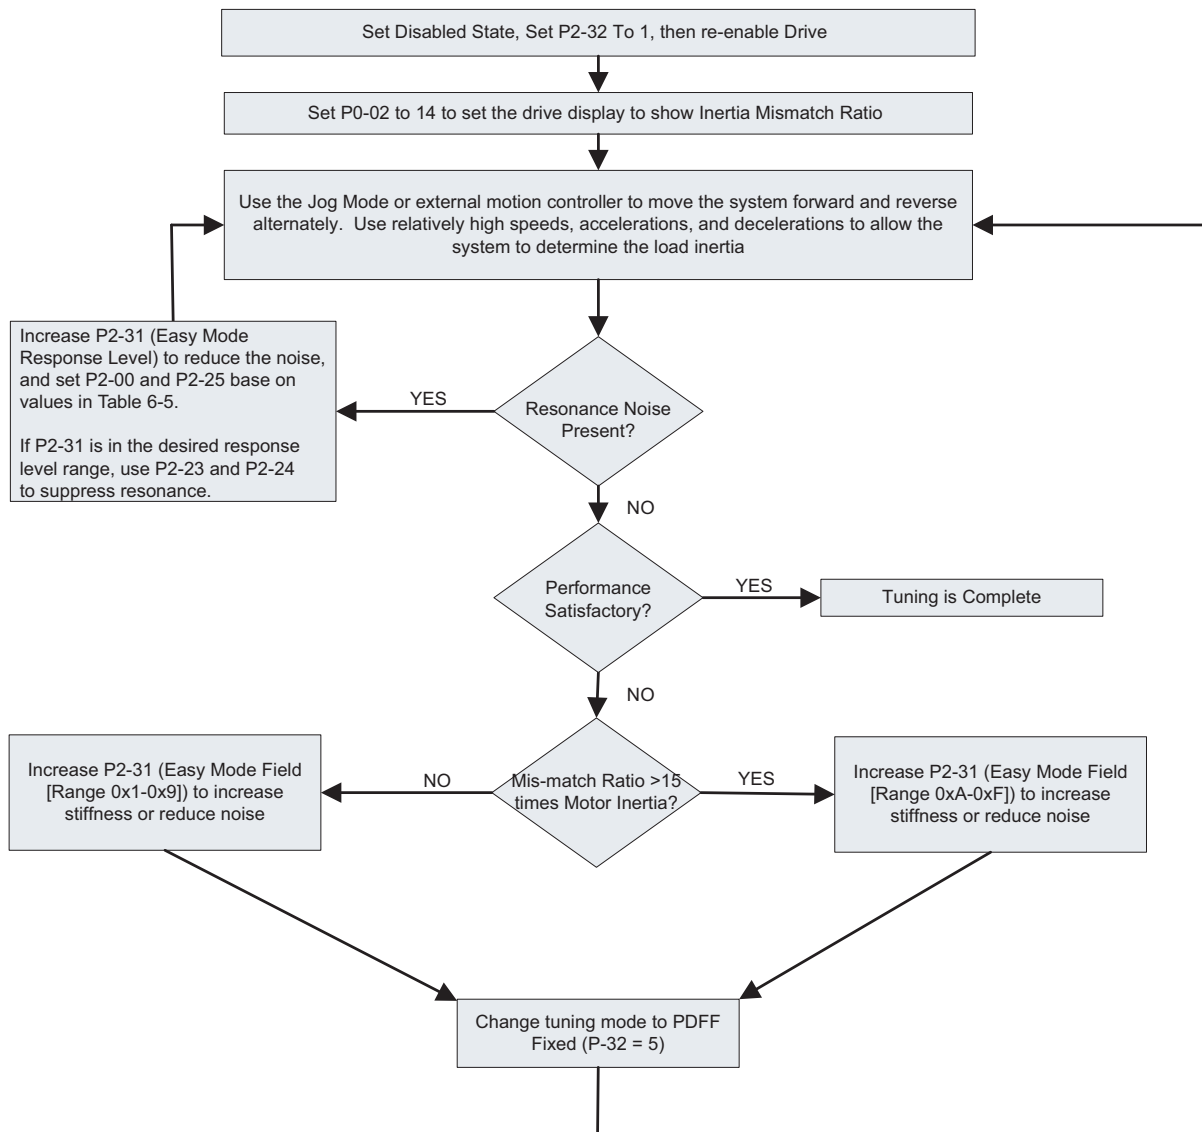 Set Disabled State, Set P2-32 To 1, then re-enable Drive
Set P0-02 to 14 to set the drive display to show Inertia Mismatch Ratio
Use the Jog Mode or external motion controller to move the system forward and reverse
alternately.  Use relatively high speeds, accelerations, and decelerations to allow the
system to determine the load inertia
Increase P2-31 (Easy Mode
Response Level) to reduce the noise,
and set P2-00 and P2-25 base on
values in Table 6-5.
If P2-31 is in the desired response
level range, use P2-23 and P2-24
to suppress resonance.
YES
Resonance Noise
Present?
NO
Performance
Satisfactory?
YES
Tuning is Complete
NO
Increase P2-31 (Easy Mode Field
[Range 0x1-0x9]) to increase
stiffness or reduce noise
NO
Mis-match Ratio >15
times Motor Inertia?
YES
Increase P2-31 (Easy Mode Field
[Range 0xA-0xF]) to increase
stiffness or reduce noise
Change tuning mode to PDFF
Fixed (P-32 = 5)